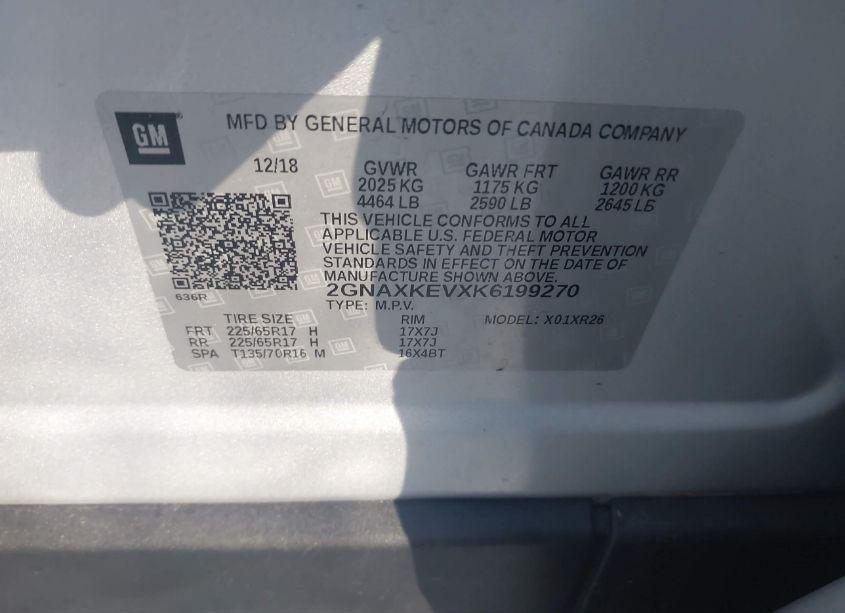 GM
MFD BY GENERAL MOTORS OF CANADA COMPANY
12/18 GVWR GAWR FRT GAWR RR
2025 KG 1175 KG 1200 KG
4464 LB 2590 LB 2645 LB
THIS VEHICLE CONFORMS TO ALL
APPLICABLE U.S. FEDERAL MOTOR
VEHICLE SAFETY AND THEFT PREVENTION
STANDARDS IN EFFECT ON THE DATE OF
MANUFACTURE SHOWN ABOVE.
636R
2GNAXKEVXK6199270
TYPE: M.P.V.
TIRE SIZE RIM MODEL: X01XR26
FRT 225/65R17 H 17X7J
RR 225/65R17 H 17X7J
SPA T135/70R16 M 16X4BT